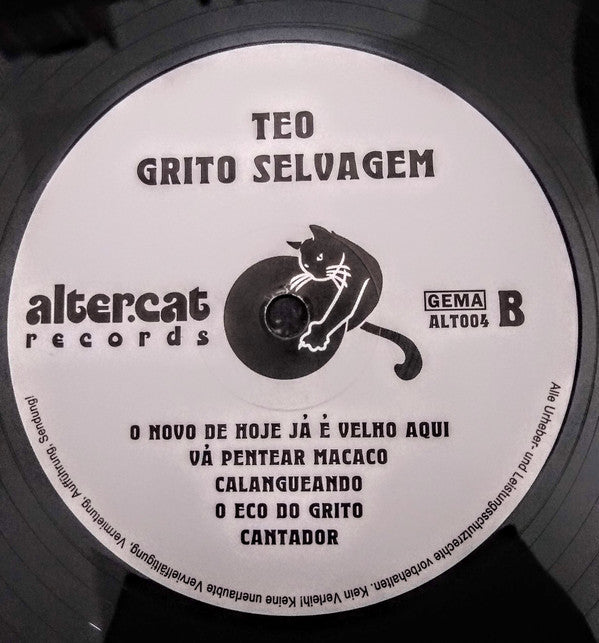 TEO
GRITO SELVAGEM
alter.cat
records
GEMA
ALT004
B
O NOVO DE HOJE JÁ É VELHO AQUI
VÁ PENTEAR MACACO
CALANGUEANDO
O ECO DO GRITO
CANTADOR
Alle Urheber- und Leistungsschutzrechte vorbehalten. Kein Verleih! Keine unerlaubte Vervielfältigung, Vermietung, Aufführung, Sendung!